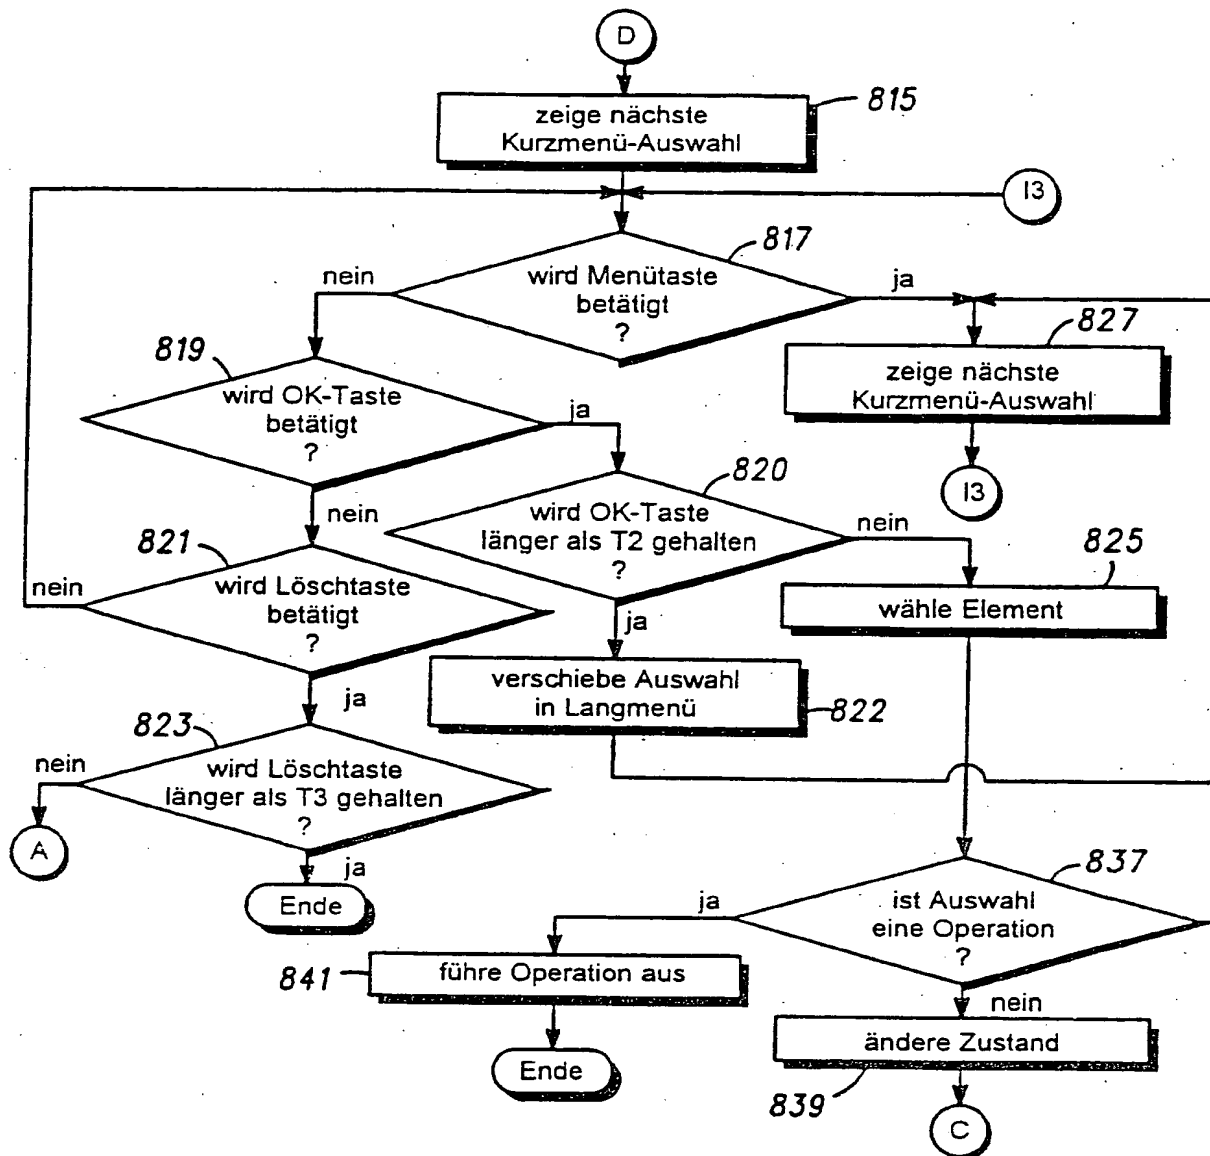 D
zeige nächste
Kurzmenü-Auswahl
815
I3
817
wird Menütaste
betätigt
?
nein
ja
827
zeige nächste
Kurzmenü-Auswahl
I3
819
wird OK-Taste
betätigt
?
ja
nein
820
wird OK-Taste
länger als T2 gehalten
?
nein
ja
825
wähle Element
821
wird Löschtaste
betätigt
?
nein
ja
verschiebe Auswahl
in Langmenü
822
823
wird Löschtaste
länger als T3 gehalten
?
nein
A
ja
Ende
837
ist Auswahl
eine Operation
?
ja
nein
841
führe Operation aus
Ende
ändere Zustand
839
C